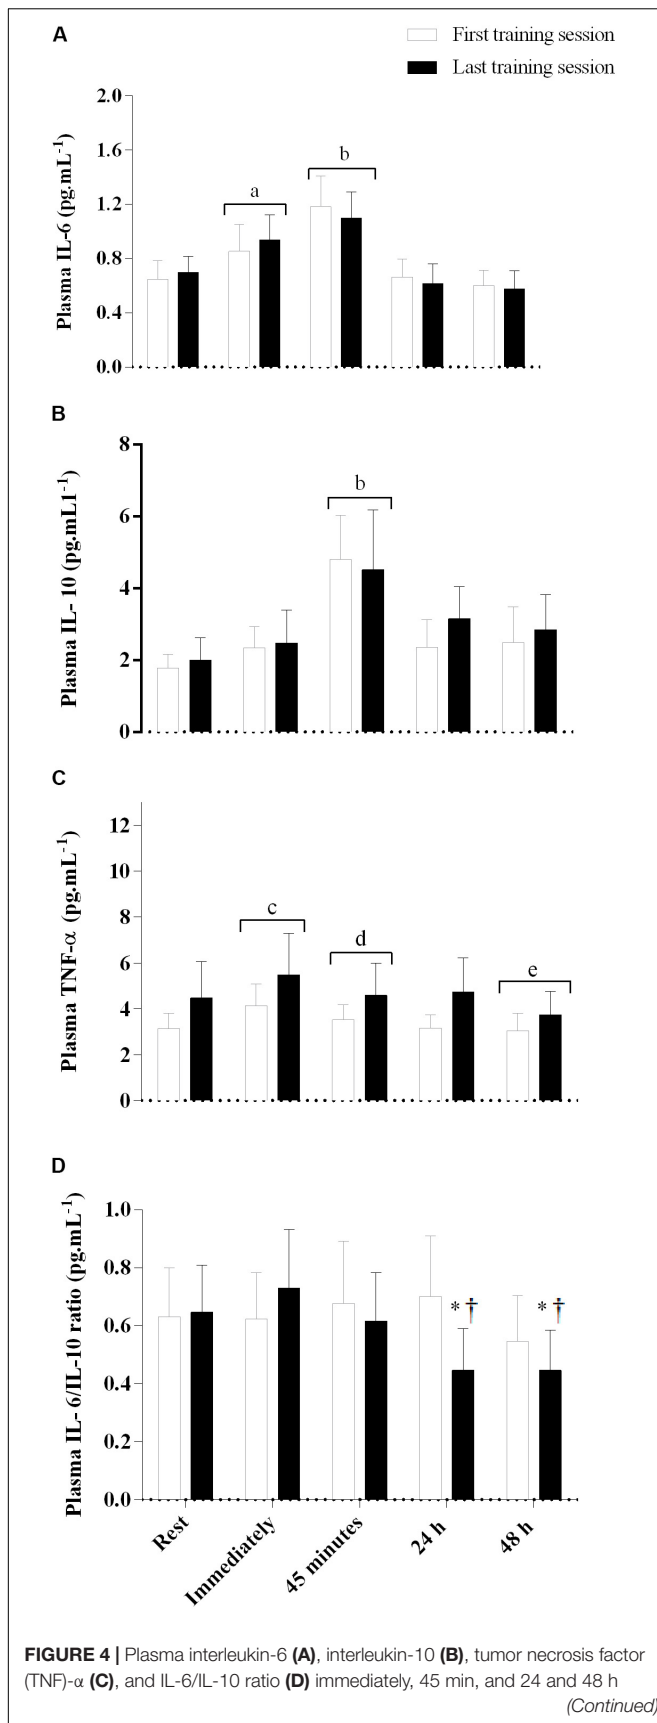 A
First training session
Last training session
2.0
1.6
1.2
0.8
0.4
0.0
Plasma IL-6 (pg.mL-1)
a
b
B
8
6
4
2
0
Plasma IL- 10 (pg.mL1-1)
b
C
12
10
8
6
4
2
0
Plasma TNF-α (pg.mL-1)
c
d
e
D
1.0
0.8
0.6
0.4
0.2
0.0
Plasma IL- 6/IL-10 ratio (pg.mL-1)
* †
* †
Rest
Immediately
45 minutes
24 h
48 h
FIGURE 4 | Plasma interleukin-6 (A), interleukin-10 (B), tumor necrosis factor
(TNF)-α (C), and IL-6/IL-10 ratio (D) immediately, 45 min, and 24 and 48 h
(Continued)